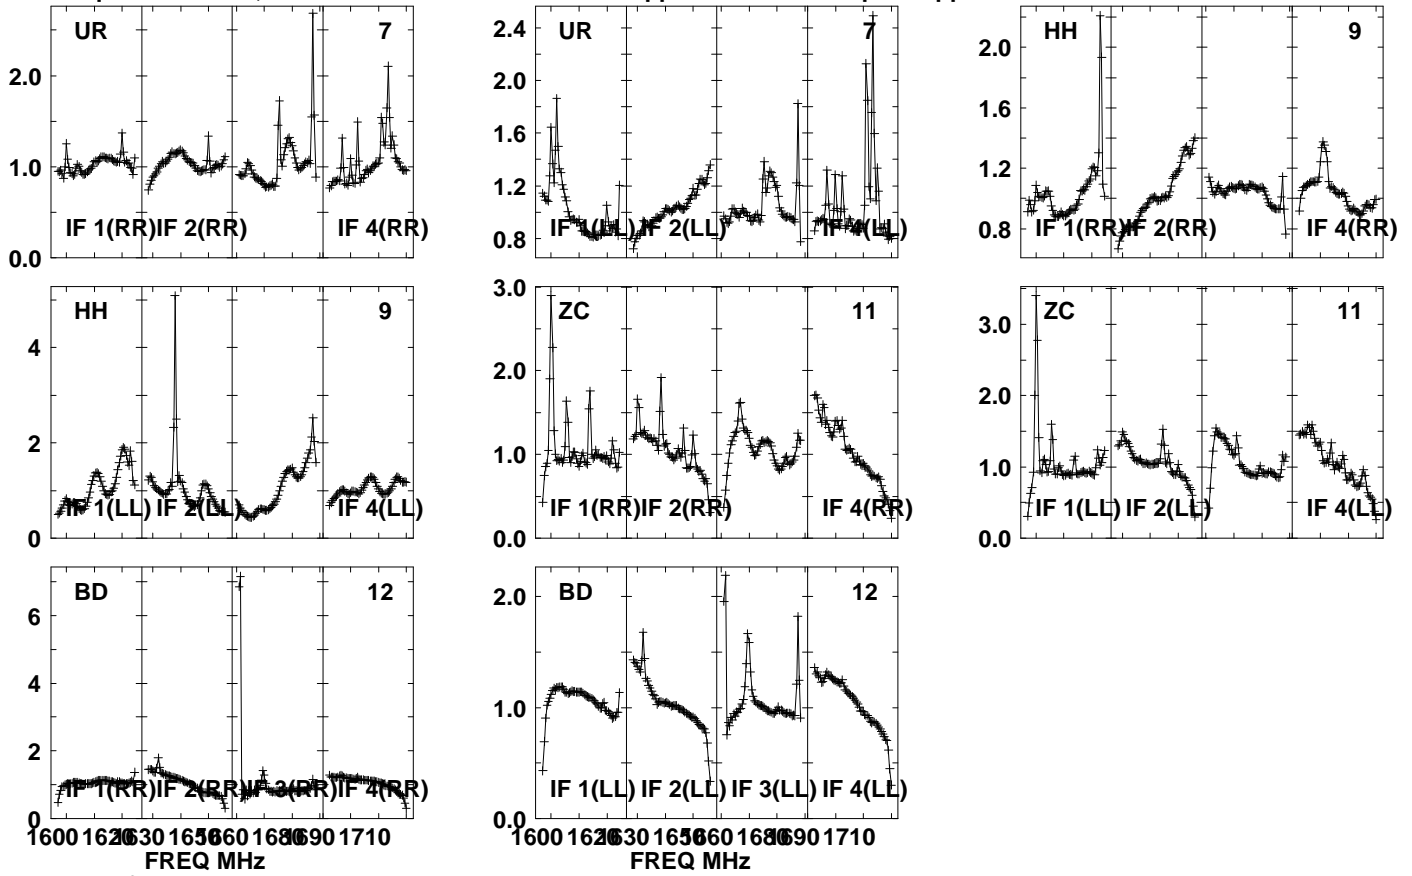 UR 7
2.0
1.0
0.0
IF 1(RR) IF 2(RR) IF 4(RR)
UR 7
2.4
2.0
1.6
1.2
0.8
IF 1(LL) IF 2(LL) IF 4(LL)
HH 9
2.0
1.6
1.2
0.8
IF 1(RR) IF 2(RR) IF 4(RR)
HH 9
4
2
0
IF 1(LL) IF 2(LL) IF 4(LL)
ZC 11
3.0
2.0
1.0
0.0
IF 1(RR) IF 2(RR) IF 4(RR)
ZC 11
3.0
2.0
1.0
0.0
IF 1(LL) IF 2(LL) IF 4(LL)
BD 12
6
4
2
0
IF 1(RR) IF 2(RR) IF 3(RR) IF 4(RR)
1600 1620 1630 1650 1660 1680 1690 1710
FREQ MHz
BD 12
2.0
1.0
0.0
IF 1(LL) IF 2(LL) IF 3(LL) IF 4(LL)
1600 1620 1630 1650 1660 1680 1690 1710
FREQ MHz